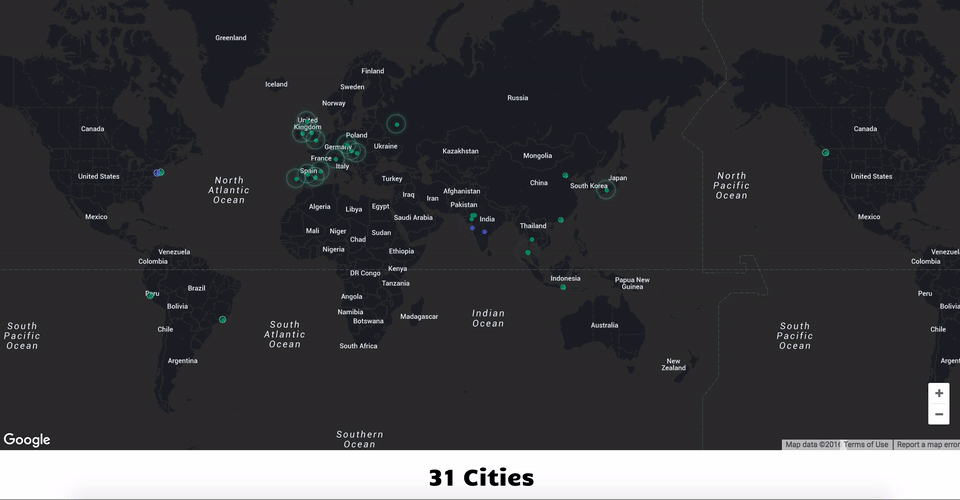 Greenland
Iceland
Finland
Sweden
Norway
Russia
United
Kingdom
Canada
Poland
Germany
Ukraine
France
Kazakhstan
Mongolia
Canada
United States
Spain
Italy
Turkey
China
South Korea
Japan
United States
North
Atlantic
Ocean
North
Pacific
Ocean
Iraq
Iran
Afghanistan
Pakistan
Mexico
Algeria
Libya
Egypt
Saudi Arabia
India
Thailand
Mexico
Mali
Niger
Chad
Sudan
Nigeria
Ethiopia
Venezuela
Colombia
Venezuel
Colombia
DR Congo
Kenya
Tanzania
Indonesia
Papua New
Guinea
Peru
Brazil
Bolivia
Angola
Namibia
Botswana
Madagascar
Indian
Ocean
Peru
Bolivia
South
Pacific
Ocean
Chile
South
Atlantic
Ocean
Australia
South
Pacific
Ocean
Chile
Argentina
South Africa
New
Zealand
Argent
Southern
Ocean
+
−
Google
Map data ©2016
Terms of Use
Report a map error
31 Cities